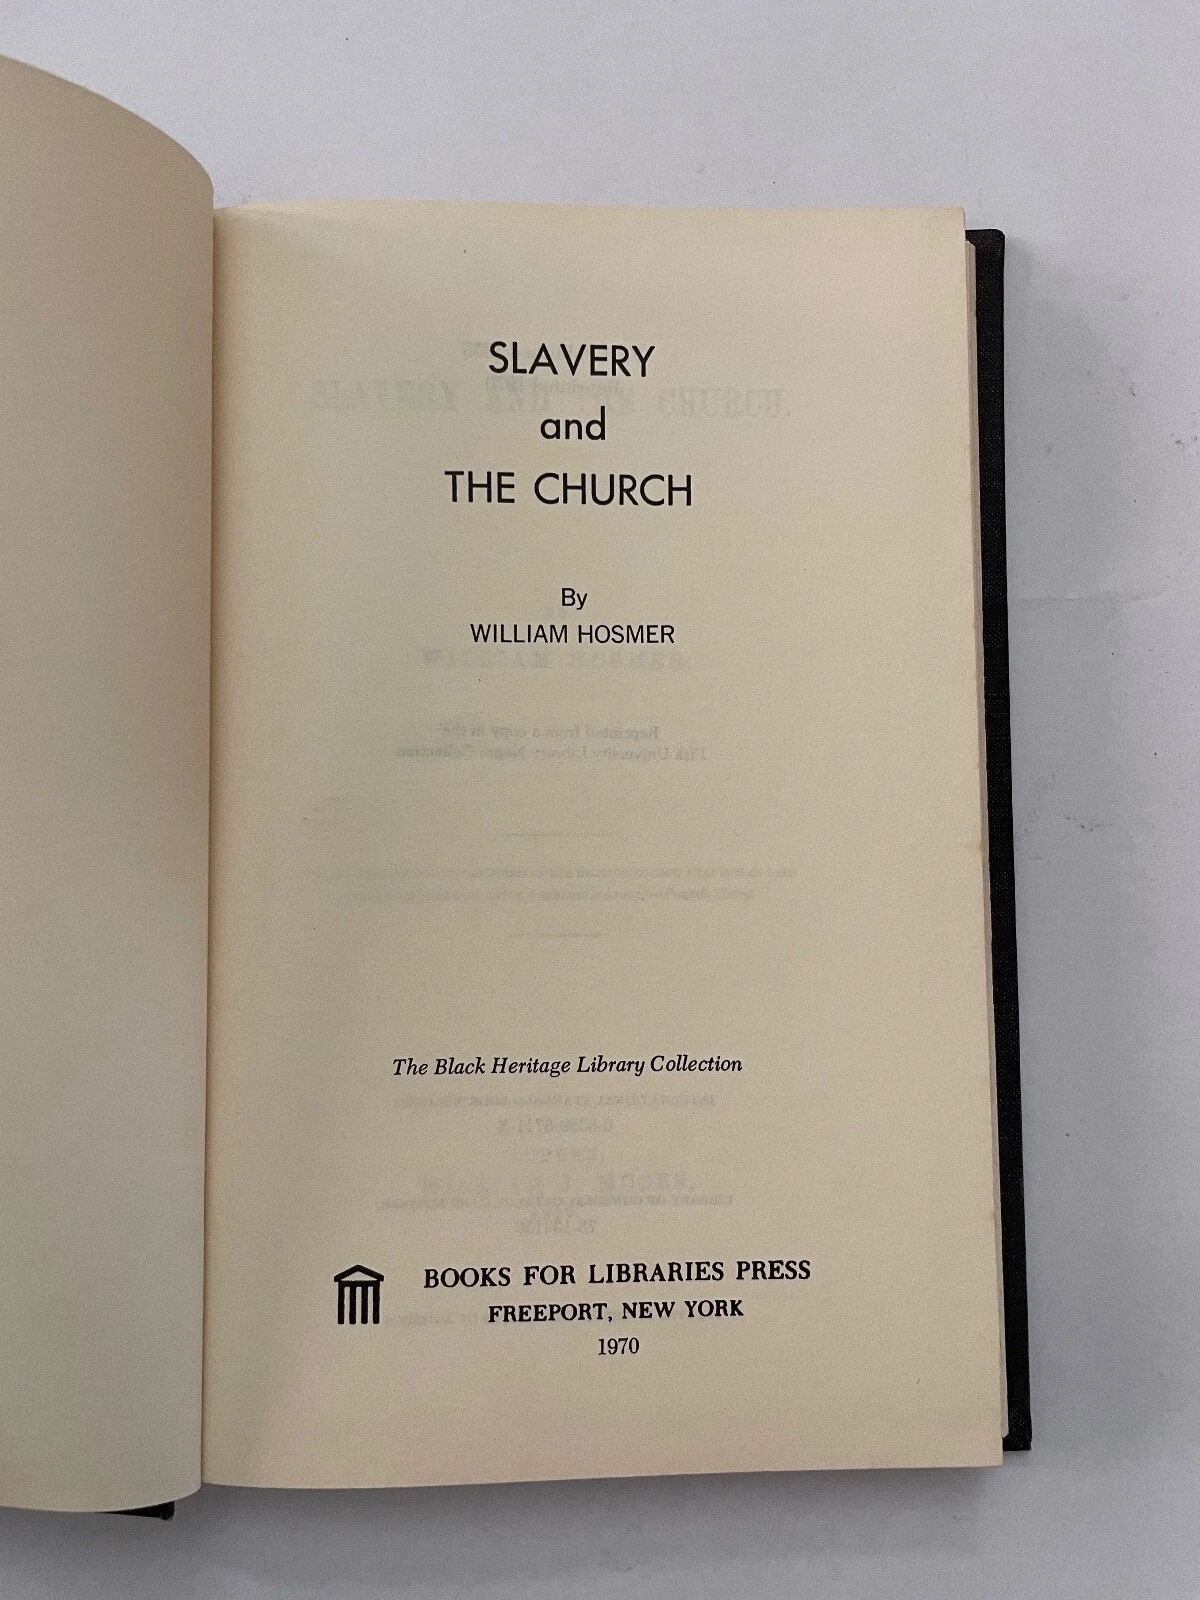 SLAVERY
and
THE CHURCH
By
WILLIAM HOSMER
The Black Heritage Library Collection
BOOKS FOR LIBRARIES PRESS
FREEPORT, NEW YORK
1970